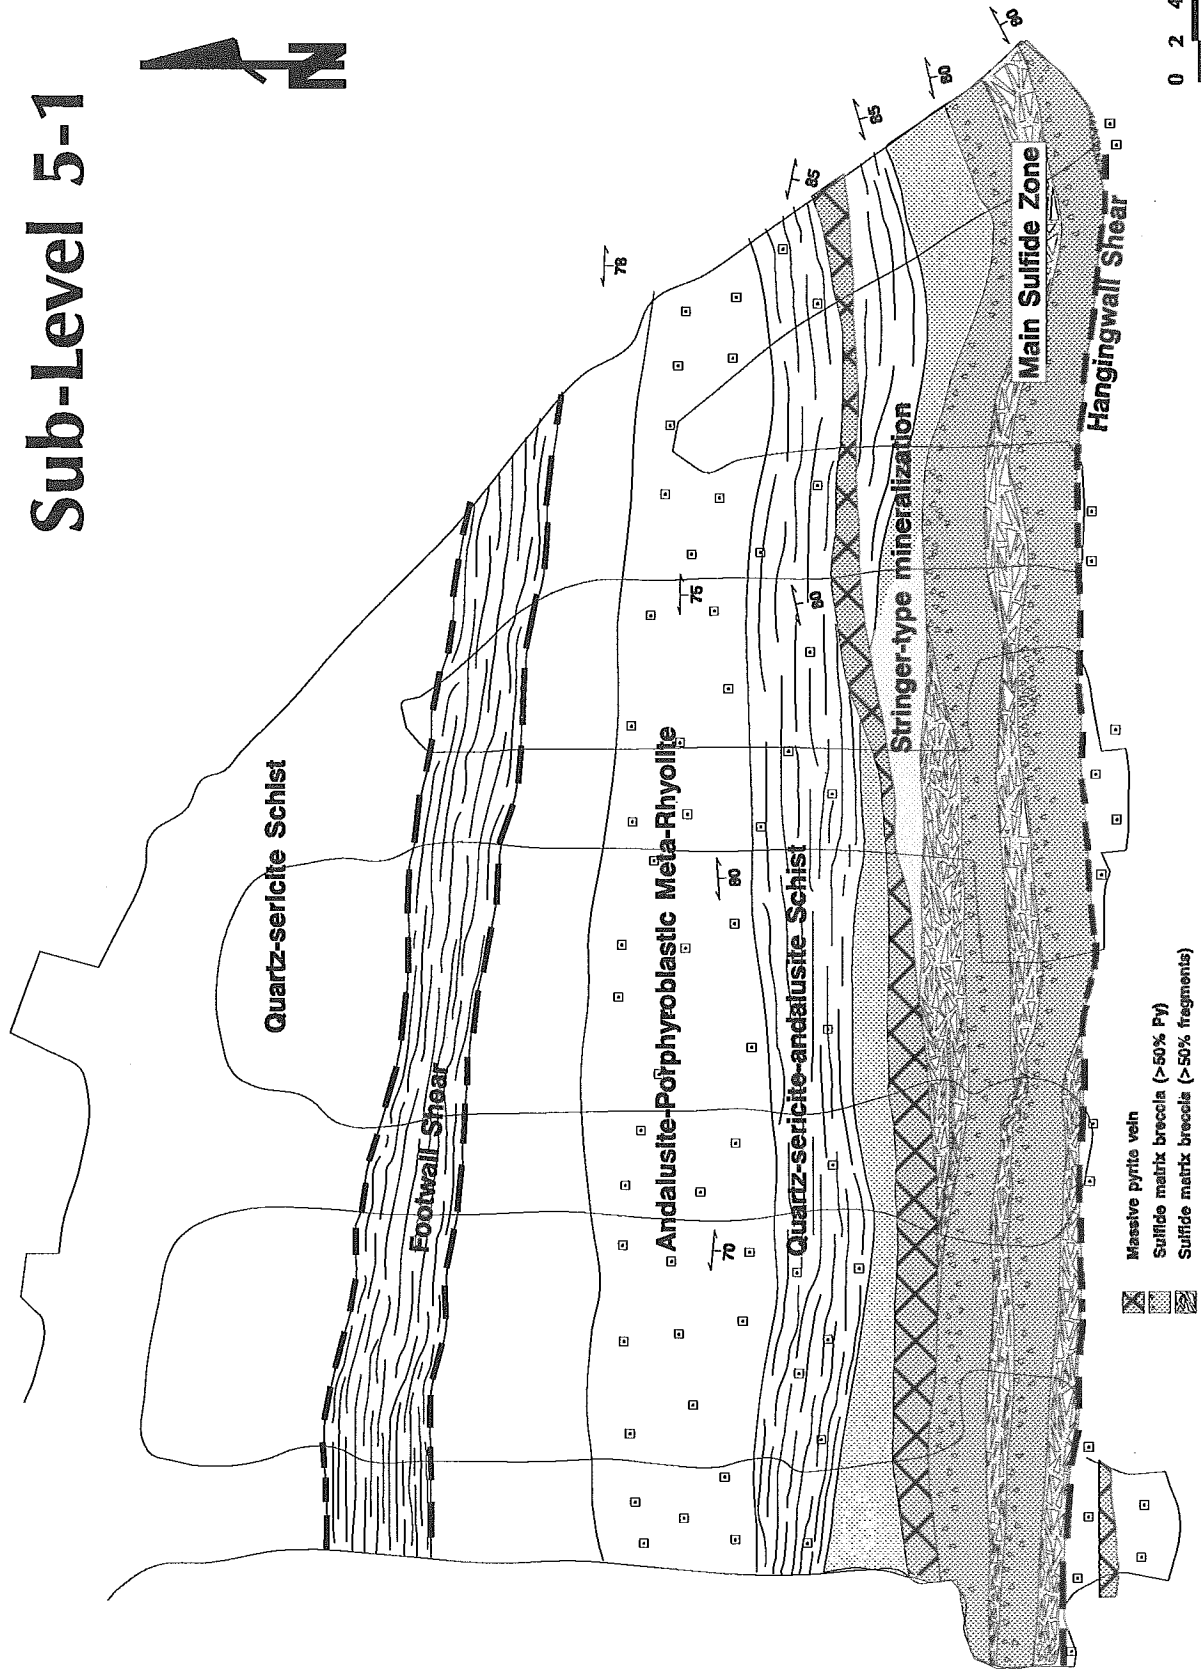 Sub-Level 5-1
N
Quartz-sericite Schist
Footwall Shear
Andalusite-Porphyroblastic Meta-Rhyolite
Quartz-sericite-andalusite Schist
Stringer-type mineralization
Main Sulfide Zone
Hangingwall Shear
78
85
85
80
80
75
80
80
70
Massive pyrite vein
Sulfide matrix breccia (>50% Py)
Sulfide matrix breccia (>50% fragments)
0 2 4